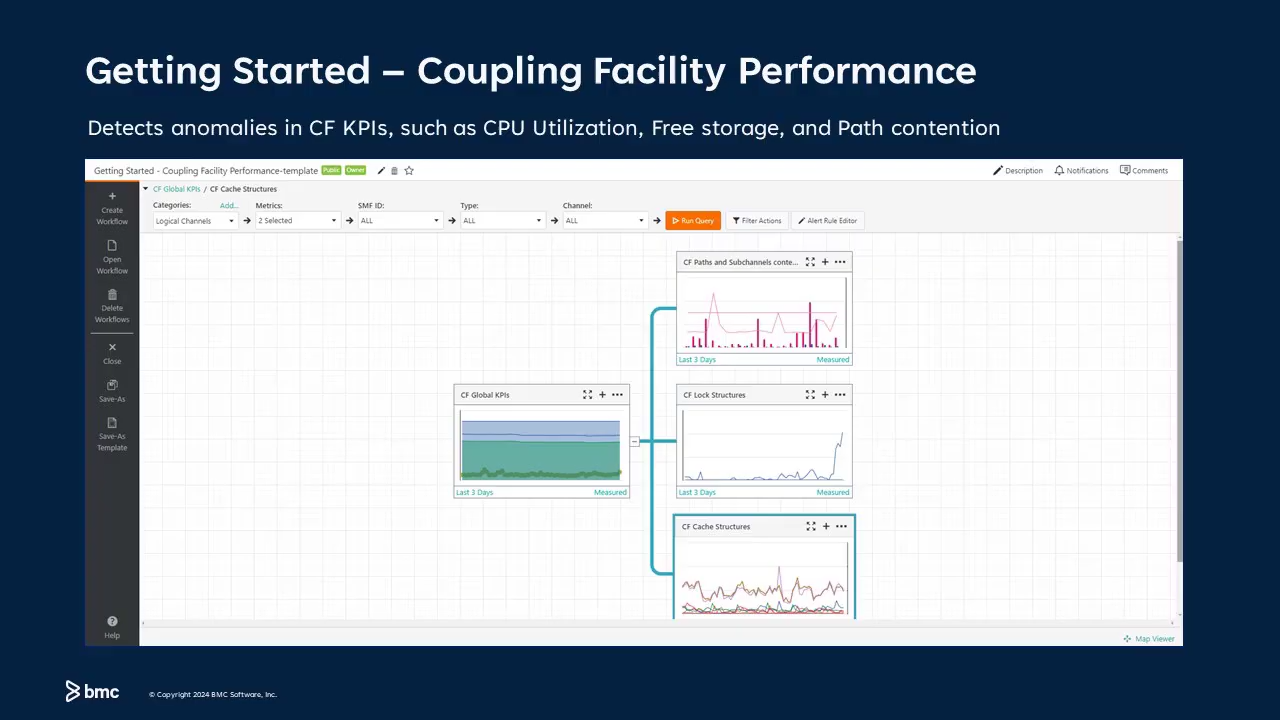 Getting Started – Coupling Facility Performance
Detects anomalies in CF KPIs, such as CPU Utilization, Free storage, and Path contention
Getting Started - Coupling Facility Performance-template Public Owner
Description Notifications Comments
CF Global KPIs / CF Cache Structures
Categories: Add... Metrics: SMF ID: Type: Channel:
Logical Channels 2 Selected ALL ALL ALL Run Query Filter Actions Alert Rule Editor
Create
Workflow
Open
Workflow
Delete
Workflows
Close
Save-As
Save-As
Template
Help
CF Paths and Subchannels conte...
Last 3 Days Measured
CF Global KPIs
Last 3 Days Measured
CF Lock Structures
Last 3 Days Measured
CF Cache Structures
Map Viewer
bmc
© Copyright 2024 BMC Software, Inc.